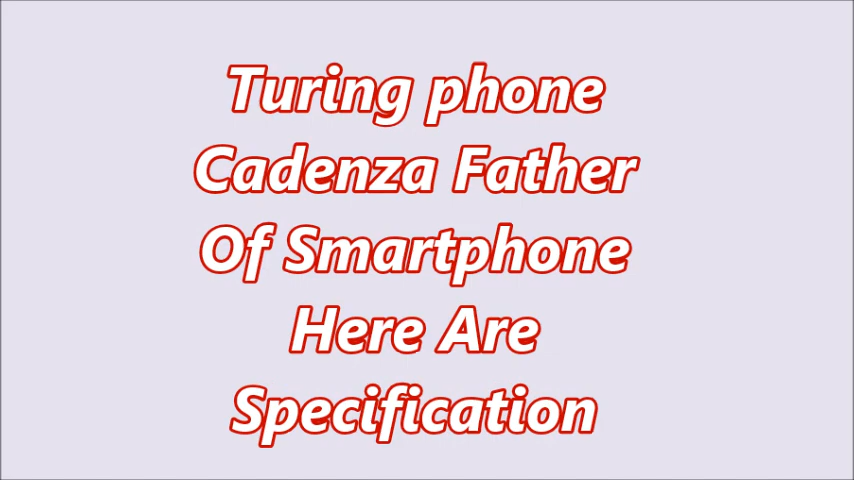 Turing phone
Cadenza Father
Of Smartphone
Here Are
Specification